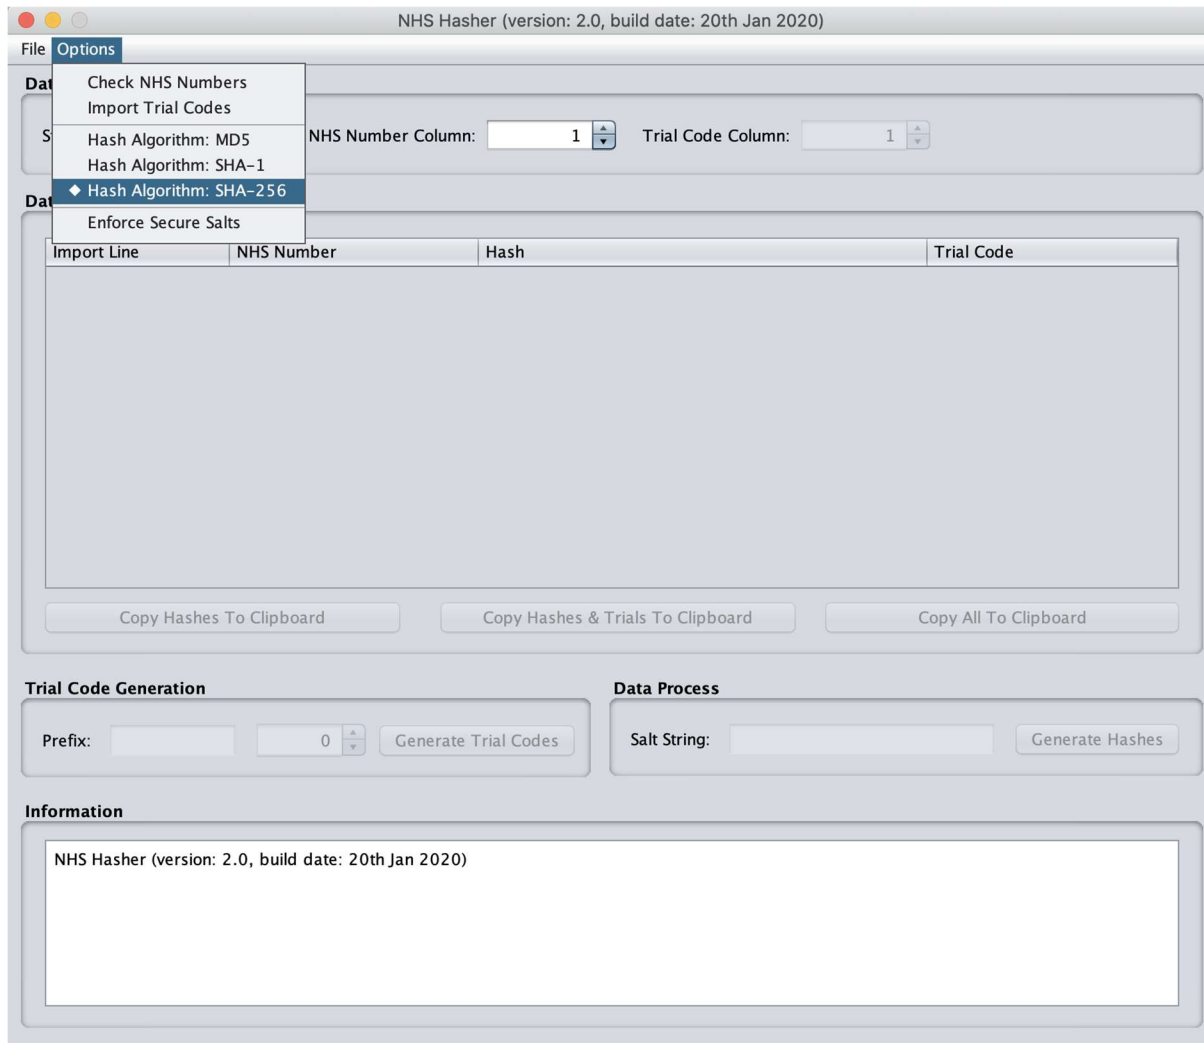 NHS Hasher (version: 2.0, build date: 20th Jan 2020)
File Options
Dat
Check NHS Numbers
Import Trial Codes
S
Hash Algorithm: MD5
NHS Number Column: 1 Trial Code Column: 1
Hash Algorithm: SHA-1
◆ Hash Algorithm: SHA-256
Dat
Enforce Secure Salts
Import Line NHS Number Hash Trial Code
Copy Hashes To Clipboard Copy Hashes & Trials To Clipboard Copy All To Clipboard
Trial Code Generation Data Process
Prefix: 0 Generate Trial Codes Salt String: Generate Hashes
Information
NHS Hasher (version: 2.0, build date: 20th Jan 2020)